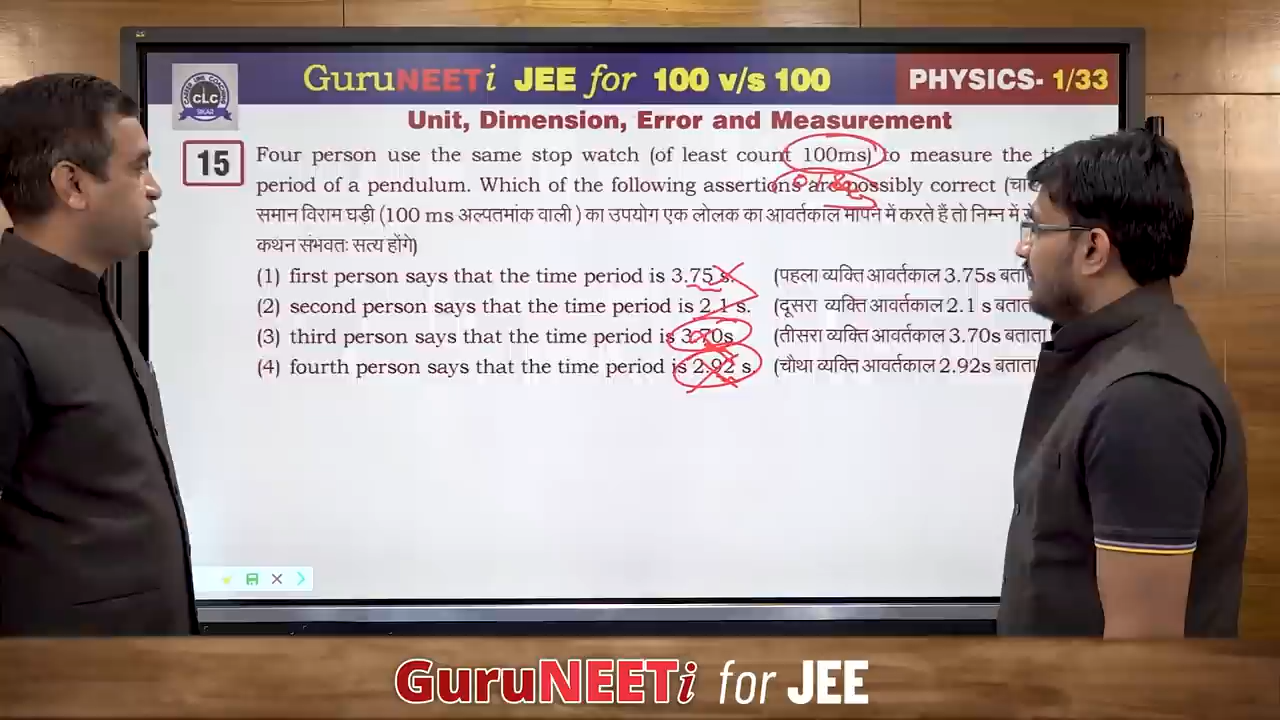 GuruNEETi JEE for 100 v/s 100
PHYSICS- 1/33
CLC
SIKAR
Unit, Dimension, Error and Measurement
15
Four person use the same stop watch (of least count 100ms) to measure the
period of a pendulum. Which of the following assertions are possibly correct
समान विराम घड़ी (100 ms अल्पतमांक वाली ) का उपयोग एक लोलक का आवर्तकाल मापने में करते हैं तो निम्न में
कथन संभवतः सत्य होंगे)
(1) first person says that the time period is 3.75 s. (पहला व्यक्ति आवर्तकाल 3.75s
(2) second person says that the time period is 2.1 s. (दूसरा व्यक्ति आवर्तकाल 2.1 s
(3) third person says that the time period is 3.70s (तीसरा व्यक्ति आवर्तकाल 3.70s बताता
(4) fourth person says that the time period is 2.92 s. (चौथा व्यक्ति आवर्तकाल 2.92s
GuruNEETi for JEE